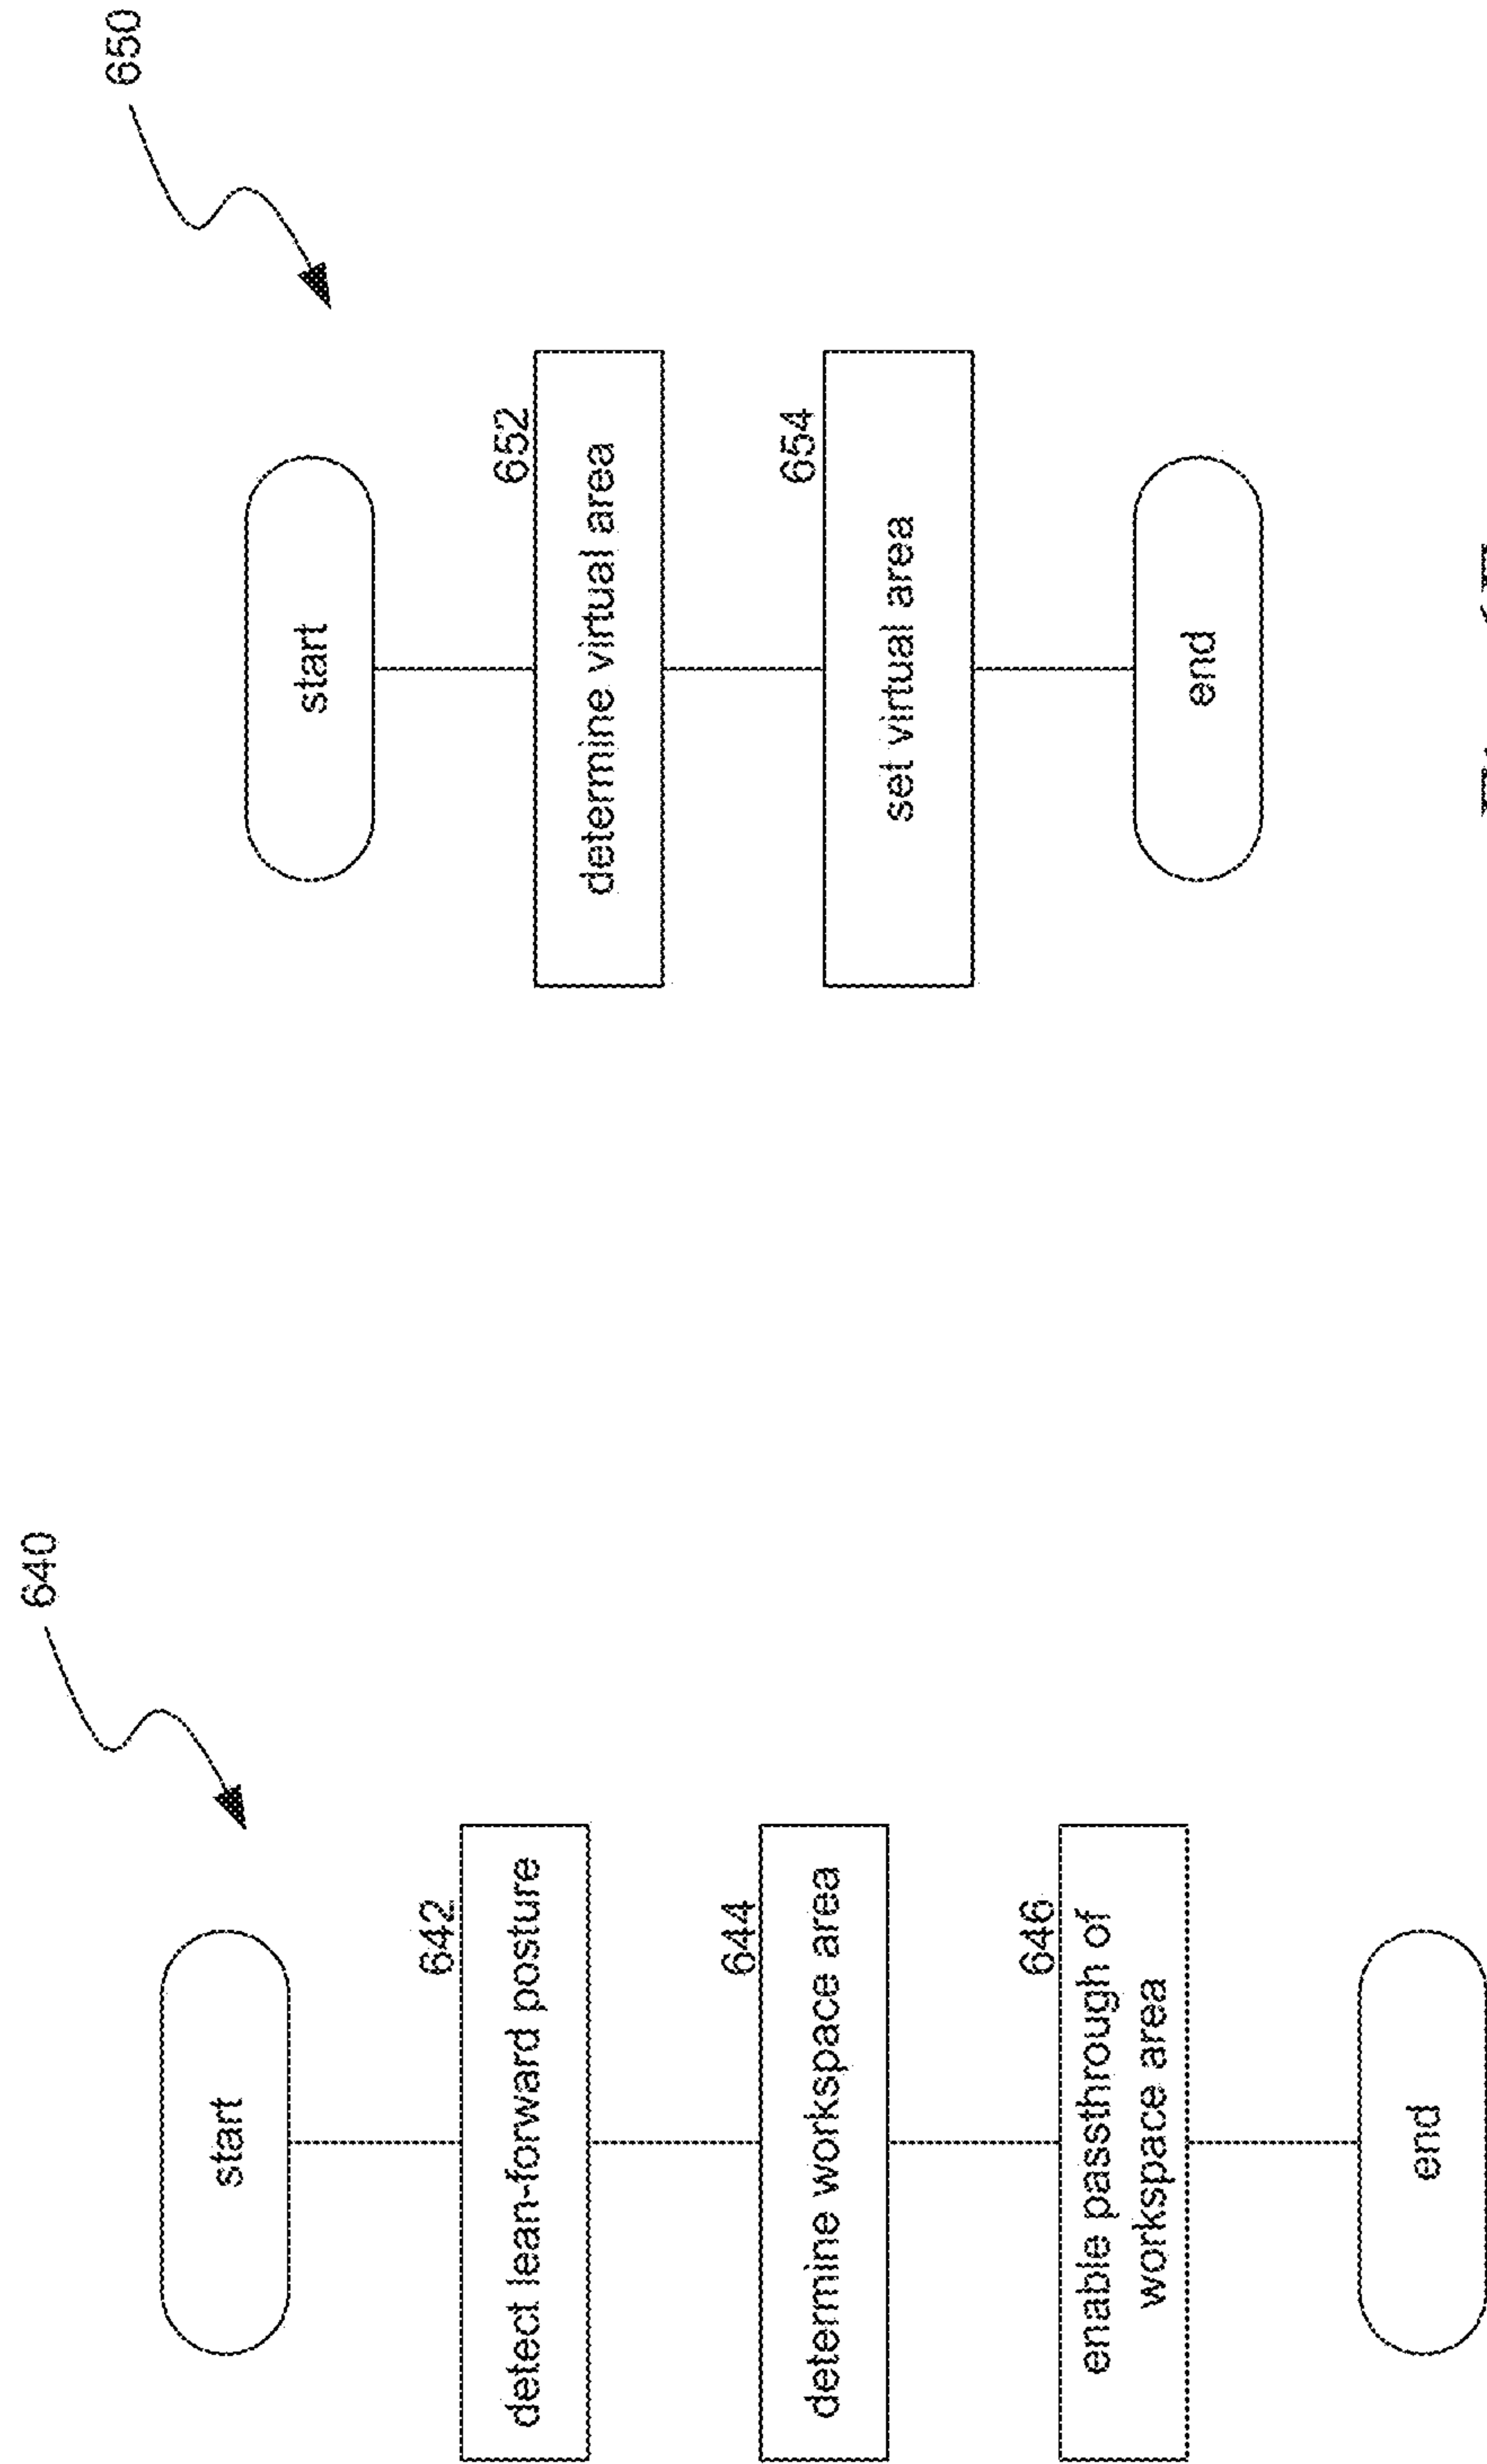 640
start
642
detect lean-forward posture
644
determine workspace area
646
enable passthrough of
workspace area
end
650
start
652
determine virtual area
654
set virtual area
end